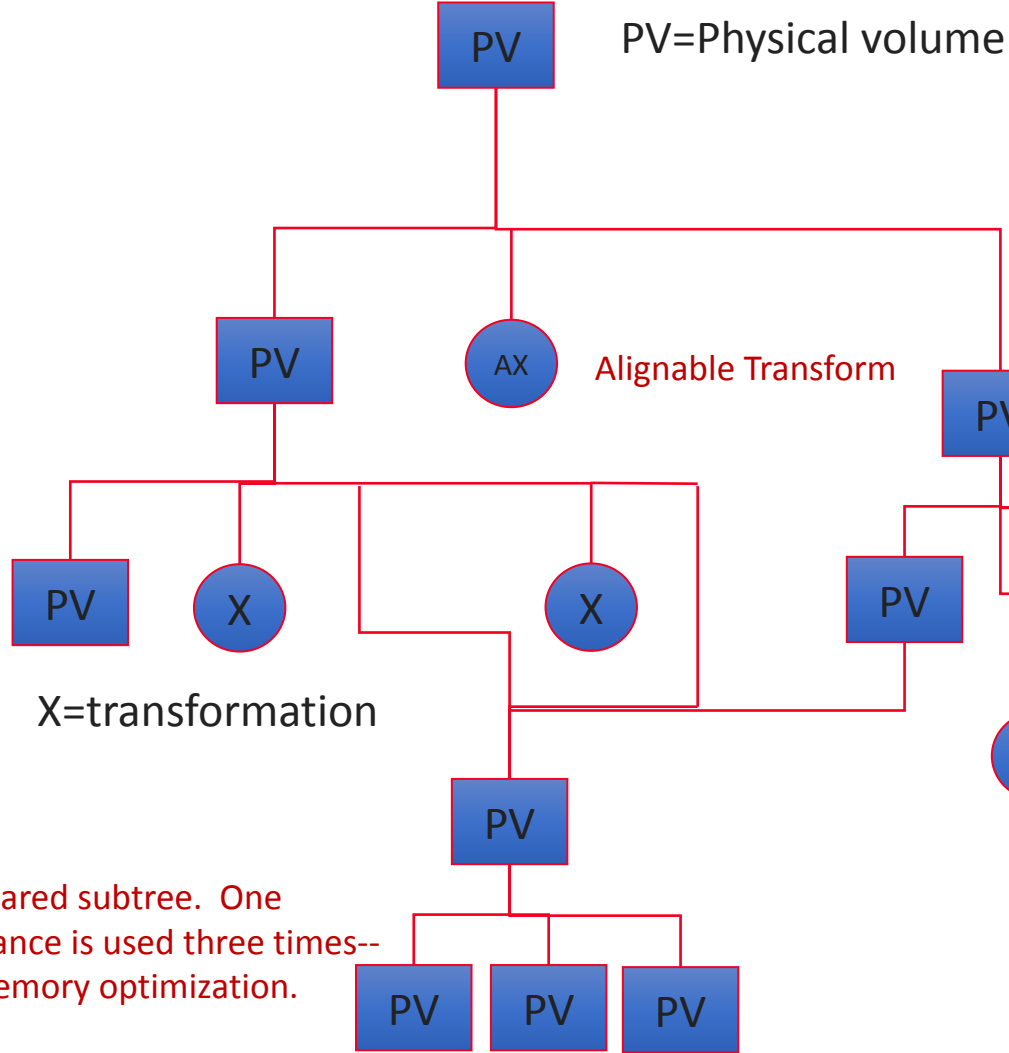 PV
PV=Physical volume
PV
AX
Alignable Transform
PV
X
X
PV
X=transformation
PV
subtree. One
is used three times--
optimization.
PV
PV
PV